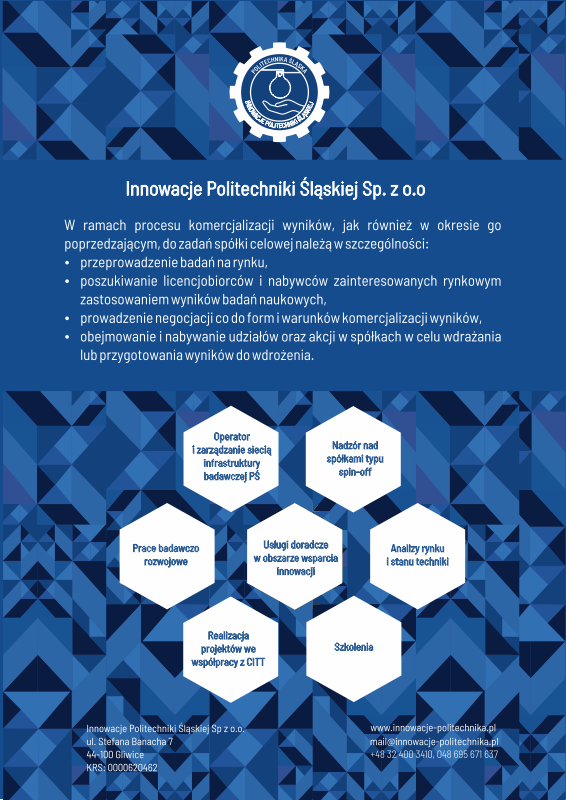 POLITECHNIKA ŚLĄSKA
INNOWACJE POLITECHNIKI ŚLĄSKIEJ
Innowacje Politechniki Śląskiej Sp. z o.o
W ramach procesu komercjalizacji wyników, jak również w okresie go
poprzedzającym, do zadań spółki celowej należą w szczególności:
• przeprowadzenie badań na rynku,
• poszukiwanie licencjobiorców i nabywców zainteresowanych rynkowym
zastosowaniem wyników badań naukowych,
• prowadzenie negocjacji co do form i warunków komercjalizacji wyników,
• obejmowanie i nabywanie udziałów oraz akcji w spółkach w celu wdrażania
lub przygotowania wyników do wdrożenia.
Operator
i zarządzanie siecią
infrastruktury
badawczej PŚ
Nadzór nad
spółkami typu
spin-off
Prace badawczo
rozwojowe
Usługi doradcze
w obszarze wsparcia
innowacji
Analizy rynku
i stanu techniki
Realizacja
projektów we
współpracy z CITT
Szkolenia
Innowacje Politechniki Śląskiej Sp z o.o.
ul. Stefana Banacha 7
44-100 Gliwice
KRS: 0000620462
www.innowacje-politechnika.pl
mail@innowacje-politechnika.pl
+48 32 400 3410, 048 695 671 637